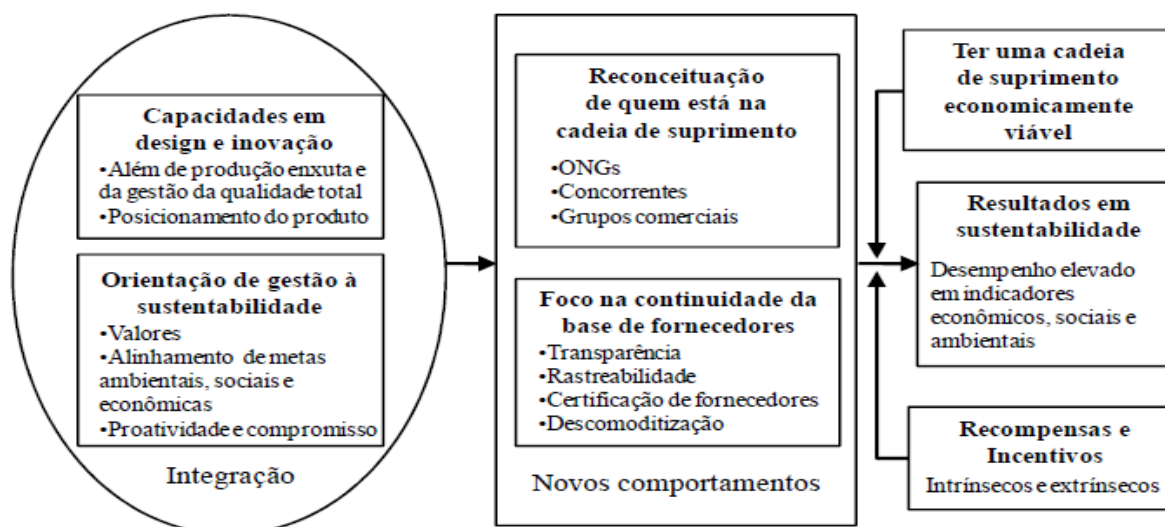 Capacidades em
design e inovação
•Além de produção enxuta e
da gestão da qualidade total
•Posicionamento do produto
Orientação de gestão à
sustentabilidade
•Valores
•Alinhamento de metas
ambientais, sociais e
econômicas
•Proatividade e compromisso
Integração
Reconceituação
de quem está na
cadeia de suprimento
•ONGs
•Concorrentes
•Grupos comerciais
Foco na continuidade da
base de fornecedores
•Transparência
•Rastreabilidade
•Certificação de fornecedores
•Descomoditização
Novos comportamentos
Ter uma cadeia
de suprimento
economicamente
viável
Resultados em
sustentabilidade
Desempenho elevado
em indicadores
econômicos, sociais e
ambientais
Recompensas e
Incentivos
Intrínsecos e extrínsecos